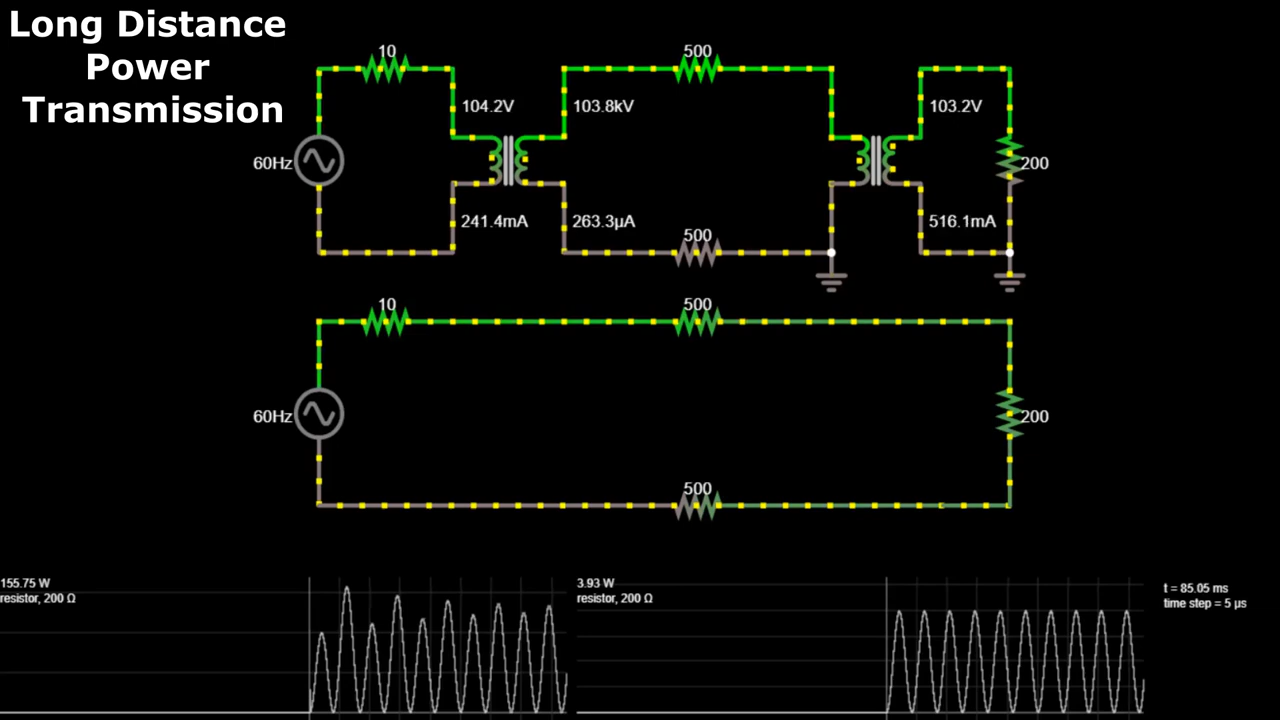 Long Distance
Power
Transmission
10
500
104.2V
103.8kV
103.2V
60Hz
200
241.4mA
263.3µA
516.1mA
500
10
500
60Hz
200
500
155.75 W
resistor, 200 Ω
3.93 W
resistor, 200 Ω
t = 85.05 ms
time step = 5 µs